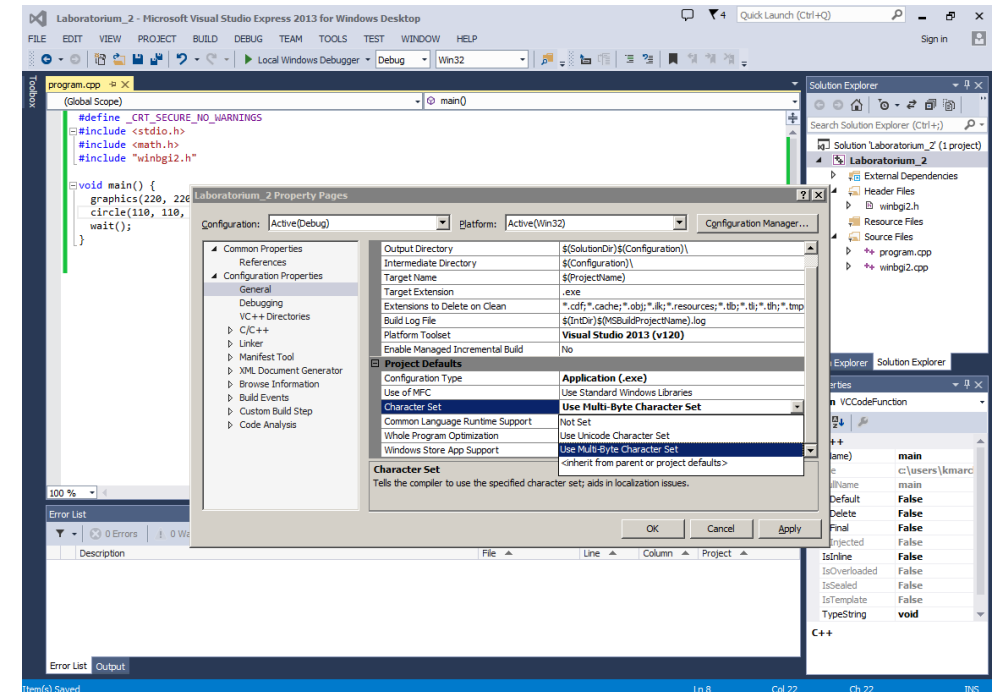 Laboratorium_2 - Microsoft Visual Studio Express 2013 for Windows Desktop
4
Quick Launch (Ctrl+Q)
FILE EDIT VIEW PROJECT BUILD DEBUG TEAM TOOLS TEST WINDOW HELP
Sign in
Local Windows Debugger Debug Win32
Toolbox
program.cpp
(Global Scope)
main()
#define _CRT_SECURE_NO_WARNINGS
#include <stdio.h>
#include <math.h>
#include "winbgi2.h"
void main() {
graphics(220, 220
circle(110, 110,
wait();
}
100 %
Laboratorium_2 Property Pages
Configuration: Active(Debug) Platform: Active(Win32) Configuration Manager...
Common Properties
References
Configuration Properties
General
Debugging
VC++ Directories
C/C++
Linker
Manifest Tool
XML Document Generator
Browse Information
Build Events
Custom Build Step
Code Analysis
Output Directory $(SolutionDir)$(Configuration)\
Intermediate Directory $(Configuration)\
Target Name $(ProjectName)
Target Extension .exe
Extensions to Delete on Clean *.cdf;*.cache;*.obj;*.ilk;*.resources;*.tlb;*.tli;*.tlh;*.tmp
Build Log File $(IntDir)$(MSBuildProjectName).log
Platform Toolset Visual Studio 2013 (v120)
Enable Managed Incremental Build No
Project Defaults
Configuration Type Application (.exe)
Use of MFC Use Standard Windows Libraries
Character Set Use Multi-Byte Character Set
Common Language Runtime Support Not Set
Whole Program Optimization Use Unicode Character Set
Windows Store App Support Use Multi-Byte Character Set
<inherit from parent or project defaults>
Character Set
Tells the compiler to use the specified character set; aids in localization issues.
OK Cancel Apply
Error List
0 Errors 0 Wa
Description File Line Column Project
Error List Output
Solution Explorer
Search Solution Explorer (Ctrl+;)
Solution 'Laboratorium_2' (1 project)
Laboratorium_2
External Dependencies
Header Files
winbgi2.h
Resource Files
Source Files
program.cpp
winbgi2.cpp
Explorer Solution Explorer
erties
n VCCodeFunction
++
ame) main
e c:\users\kmarc
llName main
Default False
Delete False
Final False
Injected False
IsInline False
IsOverloaded False
IsSealed False
IsTemplate False
TypeString void
C++
Item(s) Saved Ln 8 Col 22 Ch 22 INS